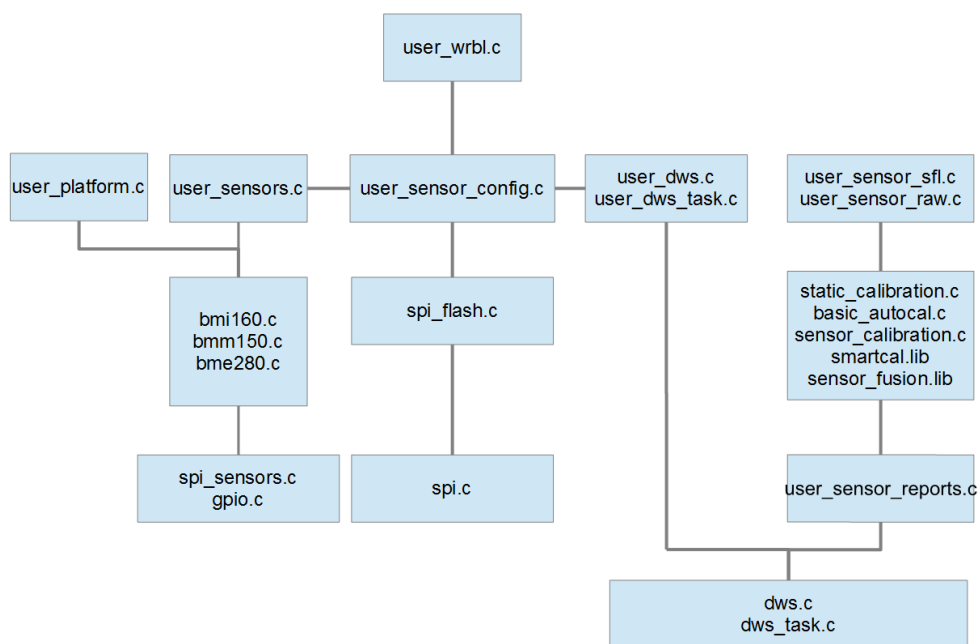 user_wrbl.c
user_platform.c
user_sensors.c
user_sensor_config.c
user_dws.c
user_dws_task.c
user_sensor_sfl.c
user_sensor_raw.c
bmi160.c
bmm150.c
bme280.c
spi_flash.c
static_calibration.c
basic_autocal.c
sensor_calibration.c
smartcal.lib
sensor_fusion.lib
spi_sensors.c
gpio.c
spi.c
user_sensor_reports.c
dws.c
dws_task.c